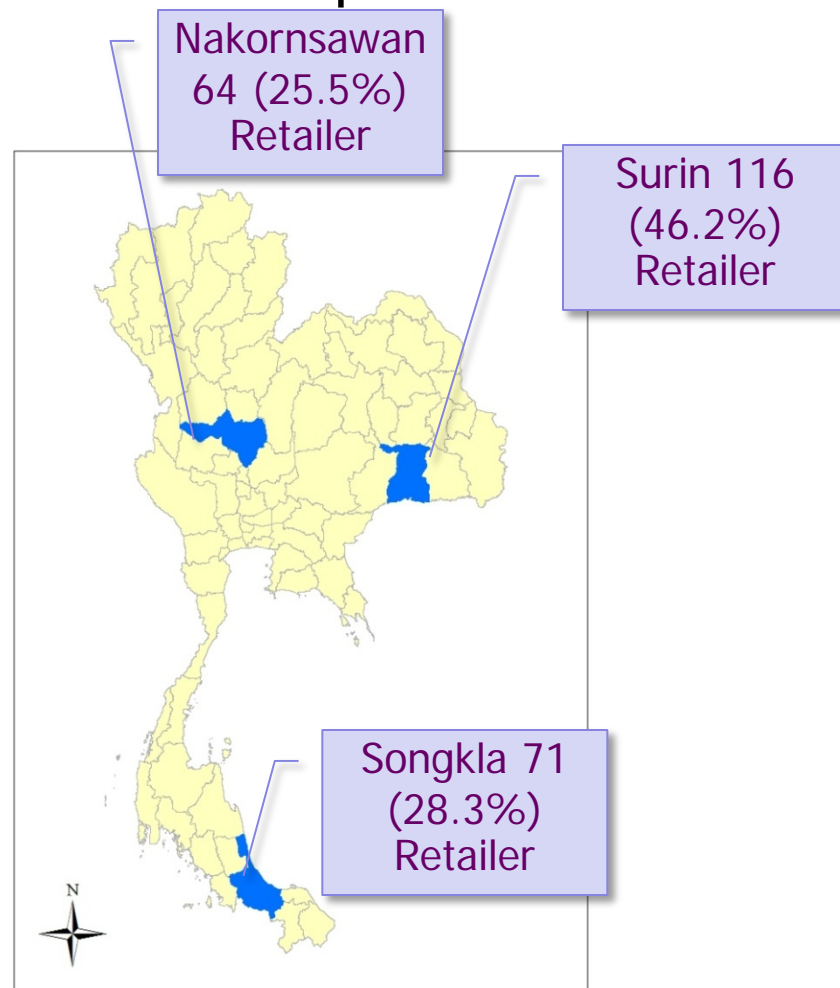 Nakornsawan
64 (25.5%)
Retailer
Surin 116
(46.2%)
Retailer
Songkla 71
(28.3%)
Retailer
N